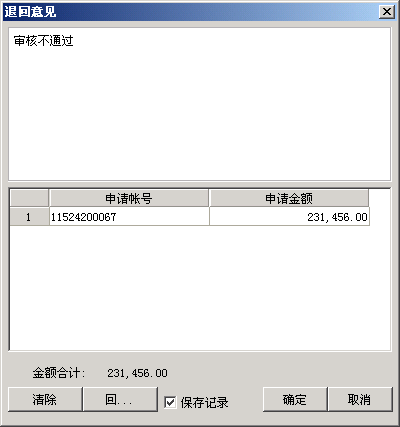 退回意见
审核不通过
申请帐号 申请金额
1 11524200067 231,456.00
金额合计: 231,456.00
清除 回... 保存记录 确定 取消